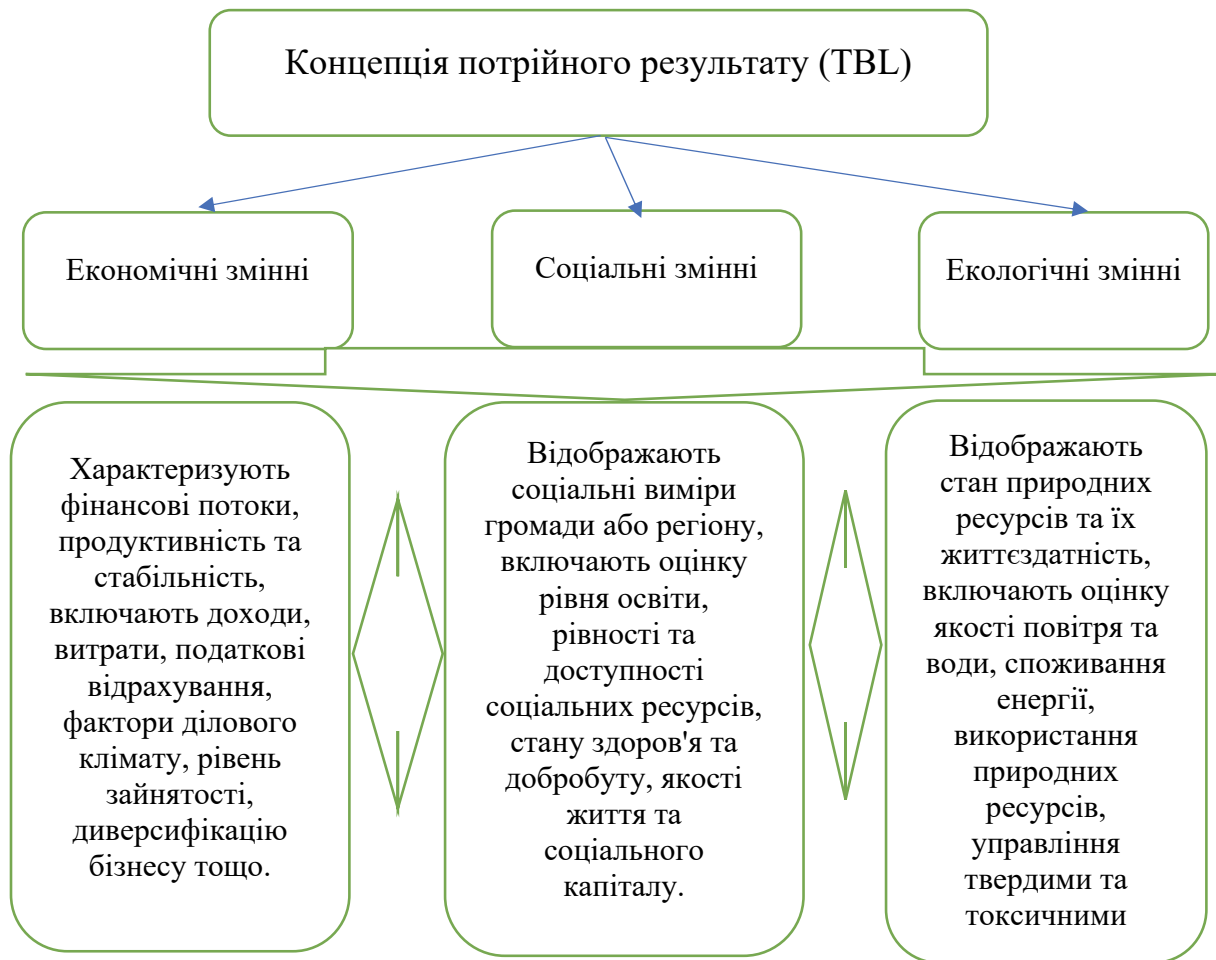 Концепція потрійного результату (TBL)
Економічні змінні
Соціальні змінні
Екологічні змінні
Характеризують
фінансові потоки,
продуктивність та
стабільність,
включають доходи,
витрати, податкові
відрахування,
фактори ділового
клімату, рівень
зайнятості,
диверсифікацію
бізнесу тощо.
Відображають
соціальні виміри
громади або регіону,
включають оцінку
рівня освіти,
рівності та
доступності
соціальних ресурсів,
стану здоров'я та
добробуту, якості
життя та
соціального
капіталу.
Відображають
стан природних
ресурсів та їх
життєздатність,
включають оцінку
якості повітря та
води, споживання
енергії,
використання
природних
ресурсів,
управління
твердими та
токсичними